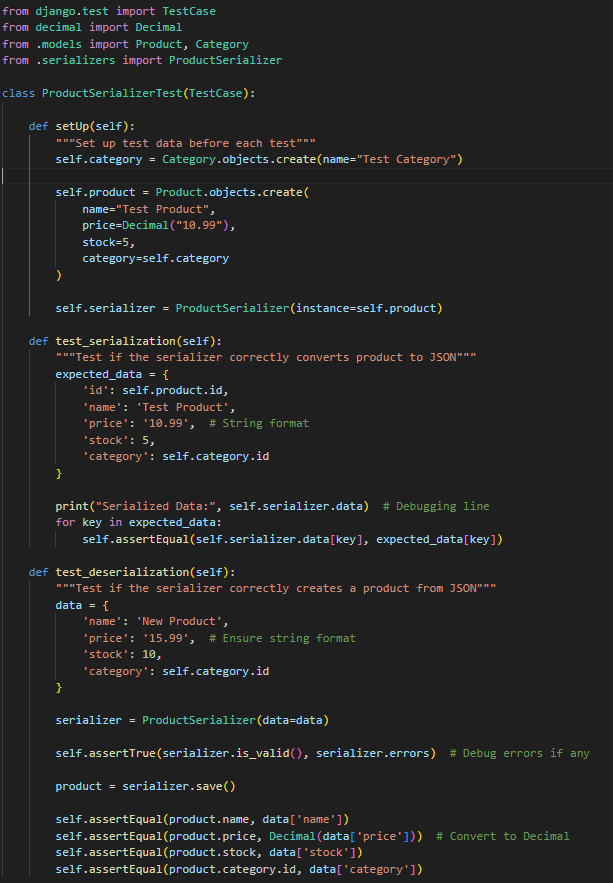 from django.test import TestCase
from decimal import Decimal
from .models import Product, Category
from .serializers import ProductSerializer
class ProductSerializerTest(TestCase):
    def setUp(self):
        """Set up test data before each test"""
        self.category = Category.objects.create(name="Test Category")
        self.product = Product.objects.create(
            name="Test Product",
            price=Decimal("10.99"),
            stock=5,
            category=self.category
        )
        self.serializer = ProductSerializer(instance=self.product)
    def test_serialization(self):
        """Test if the serializer correctly converts product to JSON"""
        expected_data = {
            'id': self.product.id,
            'name': 'Test Product',
            'price': '10.99',  # String format
            'stock': 5,
            'category': self.category.id
        }
        print("Serialized Data:", self.serializer.data)  # Debugging line
        for key in expected_data:
            self.assertEqual(self.serializer.data[key], expected_data[key])
    def test_deserialization(self):
        """Test if the serializer correctly creates a product from JSON"""
        data = {
            'name': 'New Product',
            'price': '15.99',  # Ensure string format
            'stock': 10,
            'category': self.category.id
        }
        serializer = ProductSerializer(data=data)
        self.assertTrue(serializer.is_valid(), serializer.errors)  # Debug errors if any
        product = serializer.save()
        self.assertEqual(product.name, data['name'])
        self.assertEqual(product.price, Decimal(data['price']))  # Convert to Decimal
        self.assertEqual(product.stock, data['stock'])
        self.assertEqual(product.category.id, data['category'])